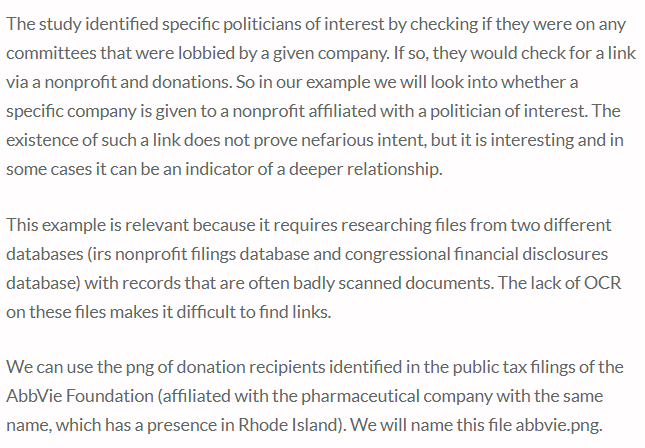 The study identified specific politicians of interest by checking if they were on any
committees that were lobbied by a given company. If so, they would check for a link
via a nonprofit and donations. So in our example we will look into whether a
specific company is given to a nonprofit affiliated with a politician of interest. The
existence of such a link does not prove nefarious intent, but it is interesting and in
some cases it can be an indicator of a deeper relationship.
This example is relevant because it requires researching files from two different
databases (irs nonprofit filings database and congressional financial disclosures
database) with records that are often badly scanned documents. The lack of OCR
on these files makes it difficult to find links.
We can use the png of donation recipients identified in the public tax filings of the
AbbVie Foundation (affiliated with the pharmaceutical company with the same
name, which has a presence in Rhode Island). We will name this file abbvie.png.